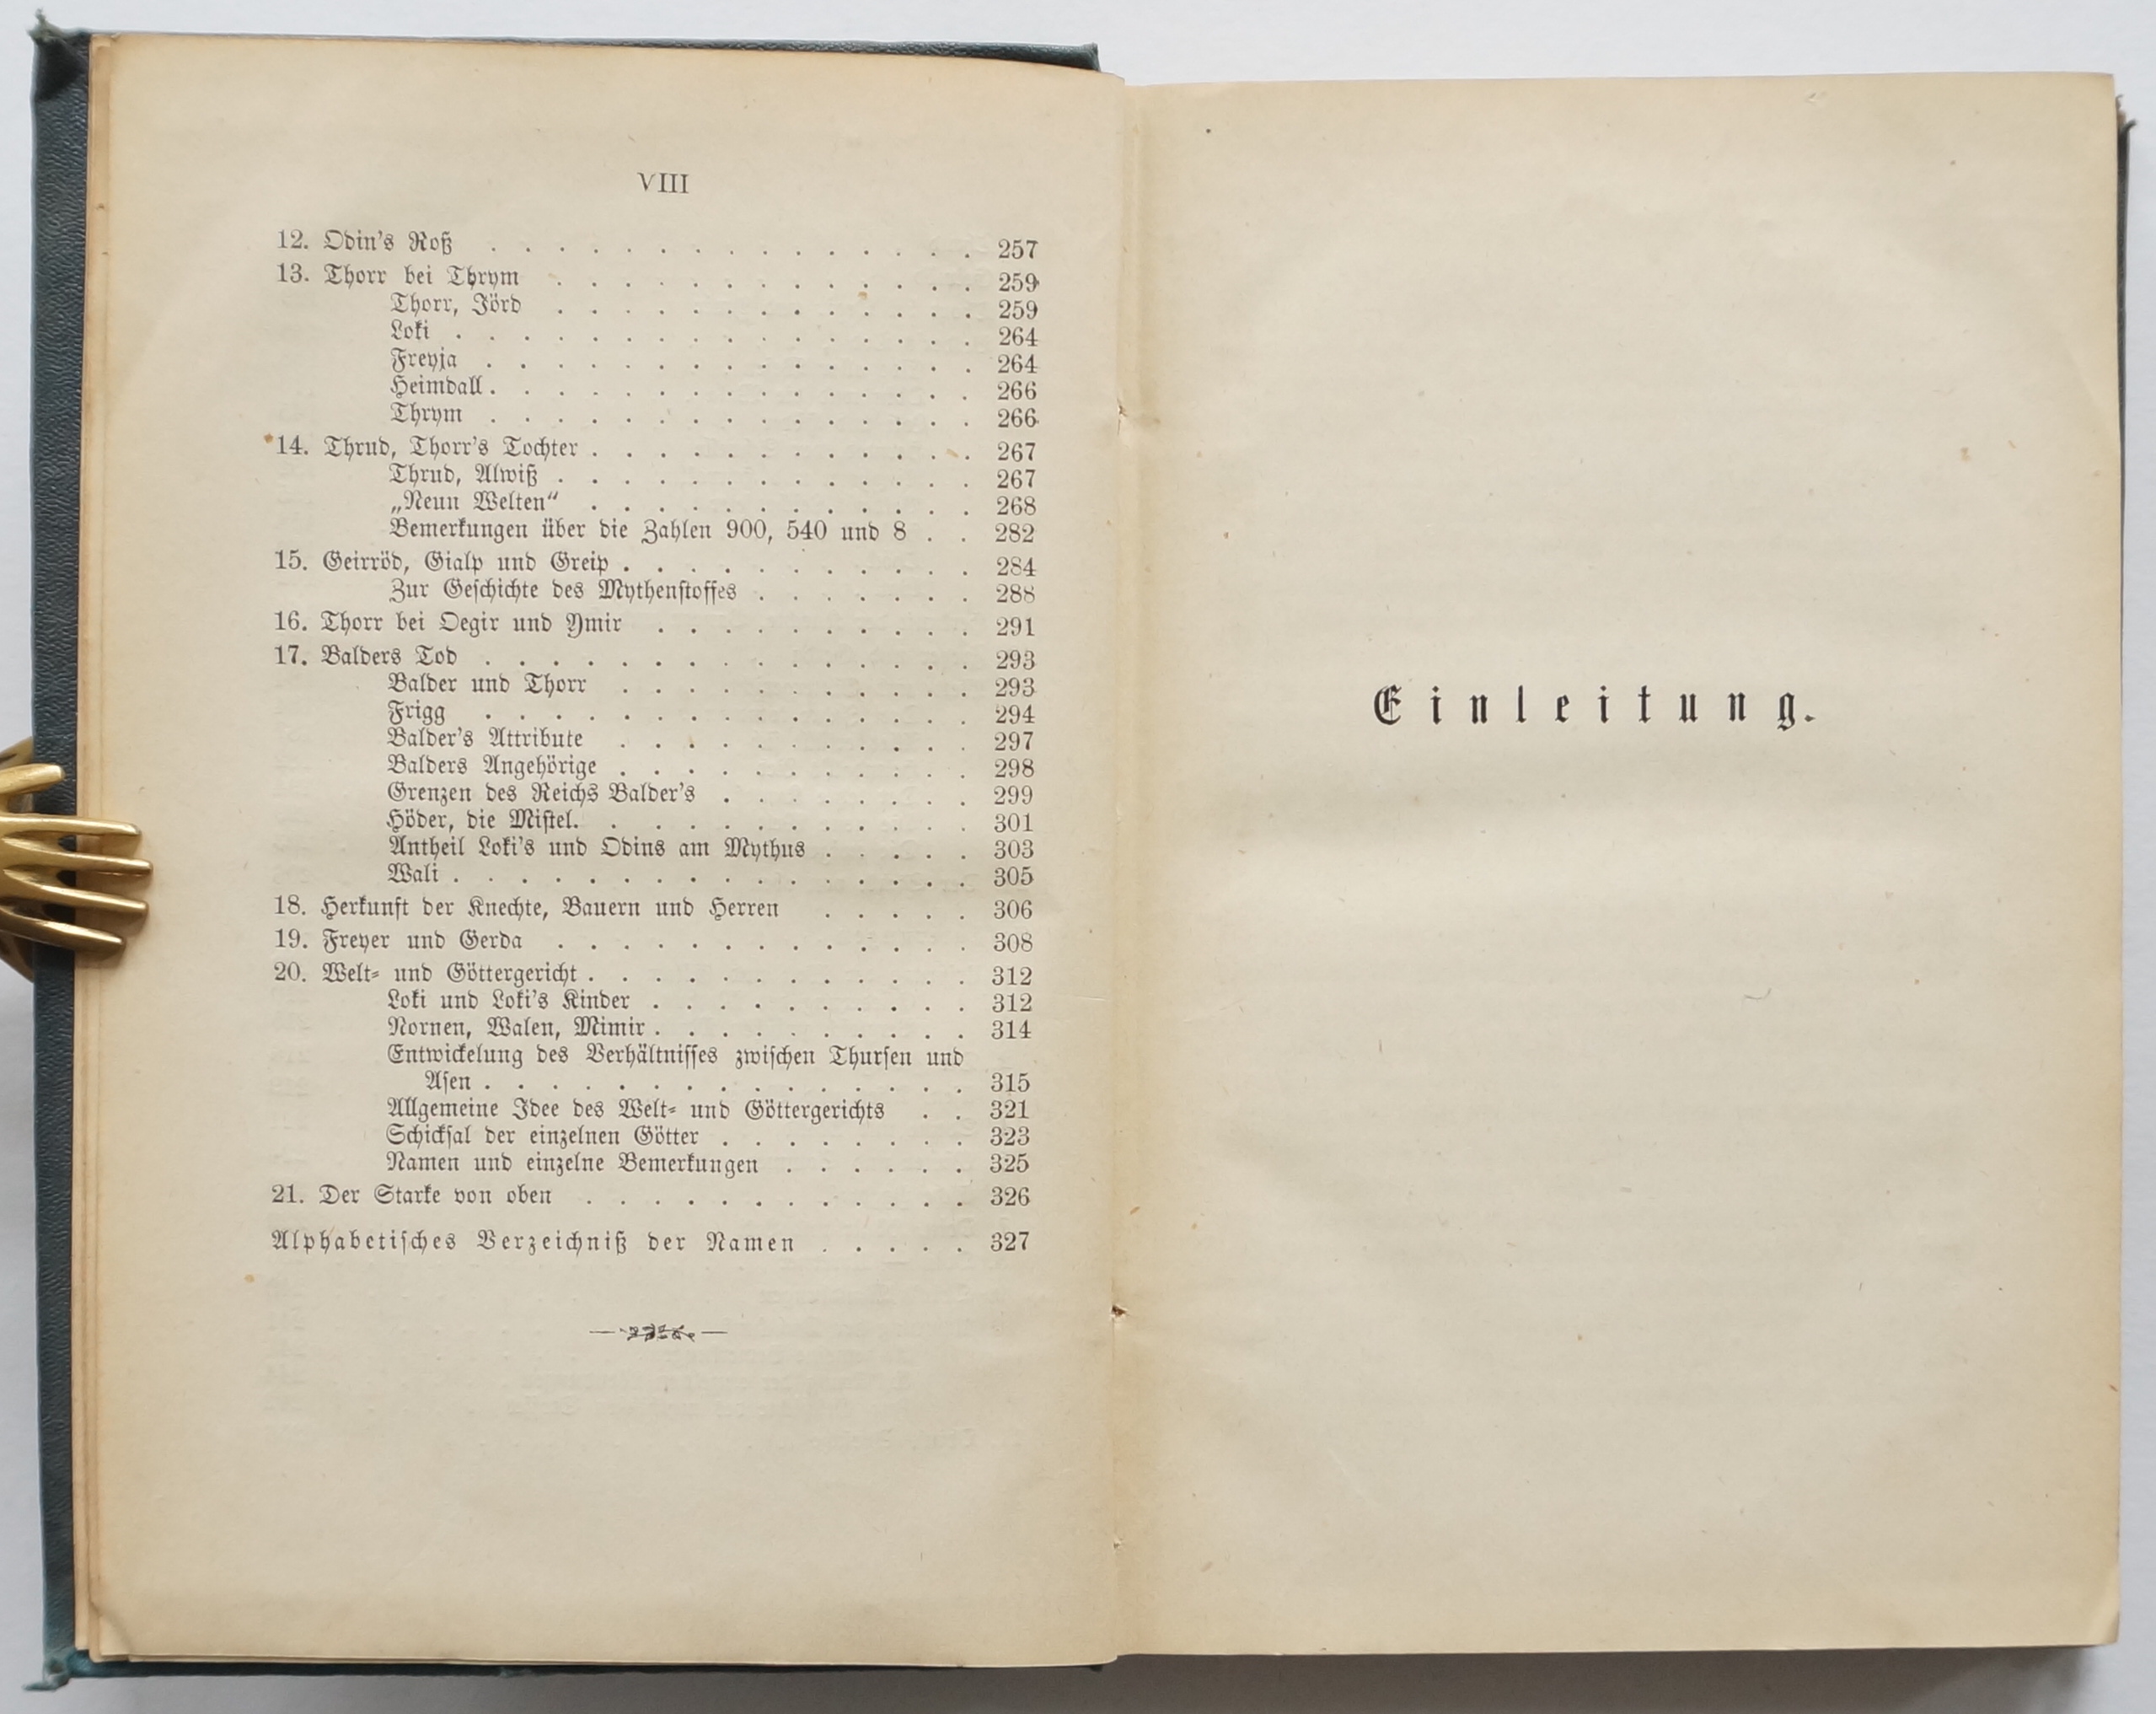 VIII
12. Odin's Roß . . . . . . . . . . . . . . . 257
13. Thorr bei Thrym . . . . . . . . . . . . . 259
Thorr, Jörd . . . . . . . . . . . . . 259
Loki . . . . . . . . . . . . . . . . 264
Freyja . . . . . . . . . . . . . . . 264
Heimdall . . . . . . . . . . . . . . . 266
Thrym . . . . . . . . . . . . . . . 266
14. Thrud, Thorr's Tochter . . . . . . . . . . . . 267
Thrud, Alwiß . . . . . . . . . . . . . 267
„Neun Welten“ . . . . . . . . . . . . 268
Bemerkungen über die Zahlen 900, 540 und 8 . . 282
15. Geirröd, Gialp und Greip . . . . . . . . . . . 284
Zur Geschichte des Mythenstoffes . . . . . . . 288
16. Thorr bei Oegir und Ymir . . . . . . . . . . 291
17. Balders Tod . . . . . . . . . . . . . . . 293
Balder und Thorr . . . . . . . . . . . 293
Frigg . . . . . . . . . . . . . . . 294
Balder's Attribute . . . . . . . . . . . 297
Balders Angehörige . . . . . . . . . . . 298
Grenzen des Reichs Balder's . . . . . . . . 299
Höder, die Mistel. . . . . . . . . . . . 301
Antheil Loki's und Odins am Mythus . . . . . 303
Wali . . . . . . . . . . . . . . . . 305
18. Herkunft der Knechte, Bauern und Herren . . . . . 306
19. Freyer und Gerda . . . . . . . . . . . . . 308
20. Welt- und Göttergericht . . . . . . . . . . . . 312
Loki und Loki's Kinder . . . . . . . . . . 312
Nornen, Walen, Mimir . . . . . . . . . . 314
Entwickelung des Verhältnisses zwischen Thursen und
Asen . . . . . . . . . . . . . . . 315
Allgemeine Idee des Welt- und Göttergerichts . . 321
Schicksal der einzelnen Götter . . . . . . . . 323
Namen und einzelne Bemerkungen . . . . . . 325
21. Der Starke von oben . . . . . . . . . . . . 326
Alphabetisches Verzeichniß der Namen . . . . . 327
Einleitung.